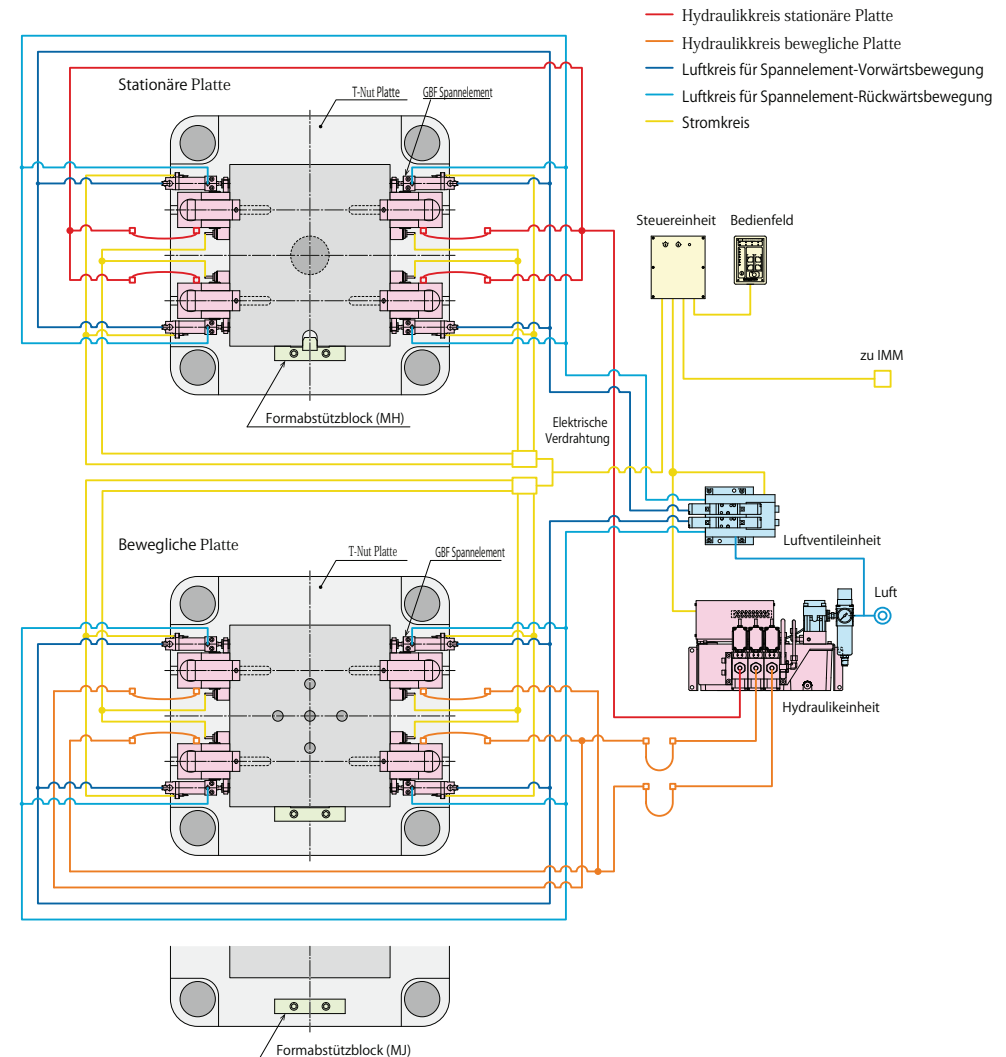 Hydraulikkreis stationäre Platte
Hydraulikkreis bewegliche Platte
Luftkreis für Spannelement-Vorwärtsbewegung
Luftkreis für Spannelement-Rückwärtsbewegung
Stromkreis
Stationäre Platte
T-Nut Platte
GBF Spannelement
Steuereinheit
Bedienfeld
zu IMM
Formabstützblock (MH)
Elektrische
Verdrahtung
Luftventileinheit
Bewegliche Platte
T-Nut Platte
GBF Spannelement
Luft
Hydraulikeinheit
Formabstützblock (MJ)